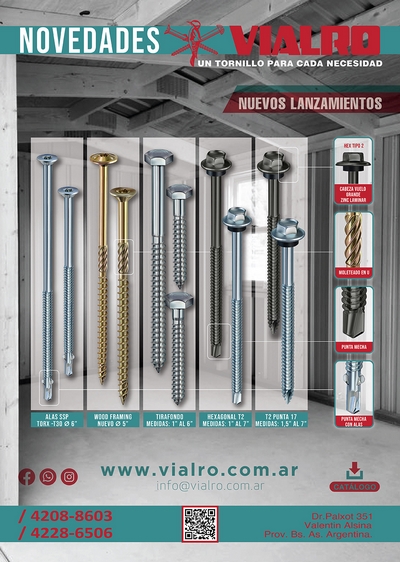 NOVEDADES
VIALRO
UN TORNILLO PARA CADA NECESIDAD
NUEVOS LANZAMIENTOS
HEX TIPO 2
CABEZA VUELO
GRANDE
ZINC LAMINAR
MOLETEADO EN 6
PUNTA MECHA
PUNTA MECHA
CON ALAS
ALAS SSP
TORX -T30 Ø 6"
WOOD FRAMING
NUEVO Ø 5"
TIRAFONDO
MEDIDAS: 1" AL 6"
HEXAGONAL T2
MEDIDAS: 1" AL 7"
T2 PUNTA 17
MEDIDAS: 1,5" AL 7"
www.vialro.com.ar
info@vialro.com.ar
CATÁLOGO
/ 4208-8603
/ 4228-6506
Dr.Paixot 351
Valentin Alsina
Prov. Bs. As. Argentina.